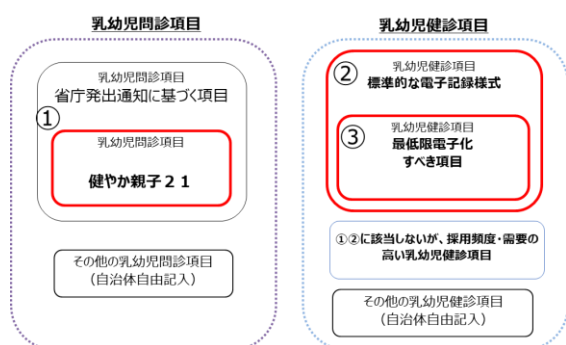 乳幼児問診項目
乳幼児問診項目
省庁発出通知に基づく項目
①
乳幼児問診項目
健やか親子２１
その他の乳幼児問診項目
（自治体自由記入）
乳幼児健診項目
②
乳幼児健診項目
標準的な電子記録様式
③
乳幼児健診項目
最低限電子化
すべき項目
①②に該当しないが、採用頻度・需要の
高い乳幼児健診項目
その他の乳幼児健診項目
（自治体自由記入）